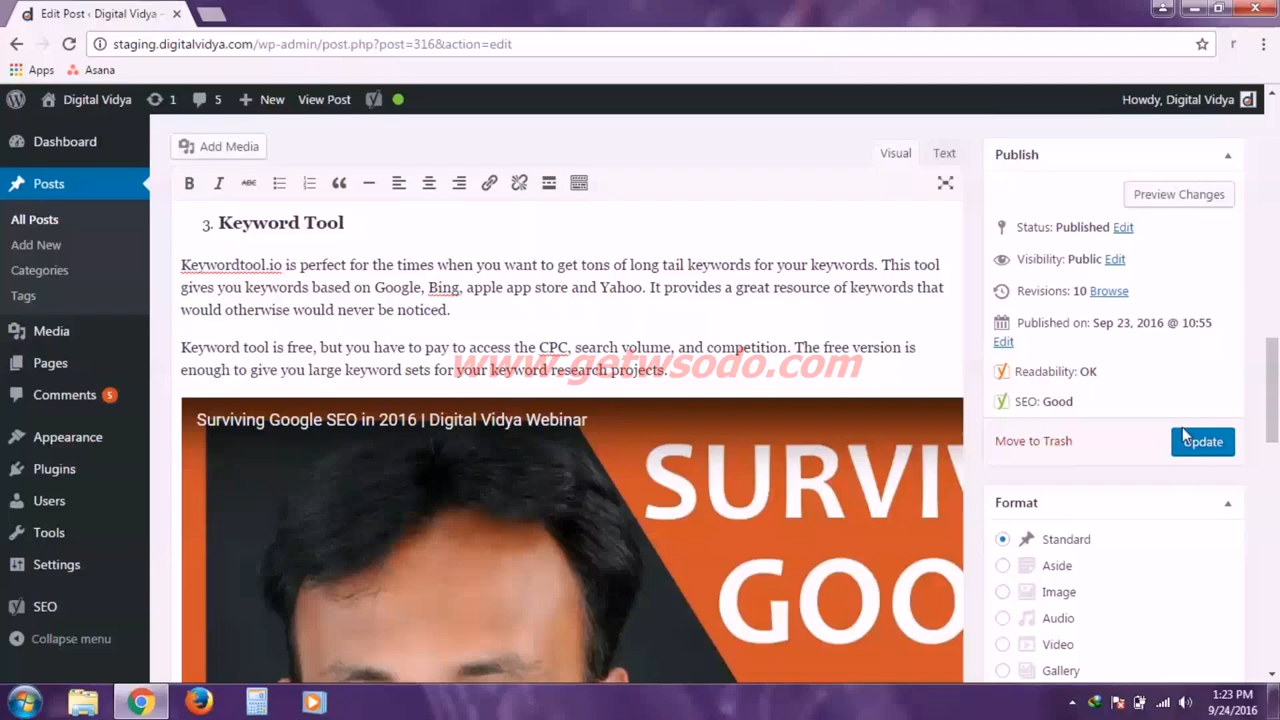 Edit Post ‹ Digital Vidya –
staging.digitalvidya.com/wp-admin/post.php?post=316&action=edit
r
Apps
Asana
Digital Vidya
1
5
New
View Post
Howdy, Digital Vidya
Dashboard
Posts
All Posts
Add New
Categories
Tags
Media
Pages
Comments 5
Appearance
Plugins
Users
Tools
Settings
SEO
Collapse menu
Add Media
Visual
Text
B I ABC
3. Keyword Tool
Keywordtool.io is perfect for the times when you want to get tons of long tail keywords for your keywords. This tool
gives you keywords based on Google, Bing, apple app store and Yahoo. It provides a great resource of keywords that
would otherwise would never be noticed.
Keyword tool is free, but you have to pay to access the CPC, search volume, and competition. The free version is
enough to give you large keyword sets for your keyword research projects.
www.getwsodo.com
Surviving Google SEO in 2016 | Digital Vidya Webinar
SURVIV
GOO
Publish
Preview Changes
Status: Published Edit
Visibility: Public Edit
Revisions: 10 Browse
Published on: Sep 23, 2016 @ 10:55
Edit
Readability: OK
SEO: Good
Move to Trash
Update
Format
Standard
Aside
Image
Audio
Video
Gallery
1:23 PM
9/24/2016